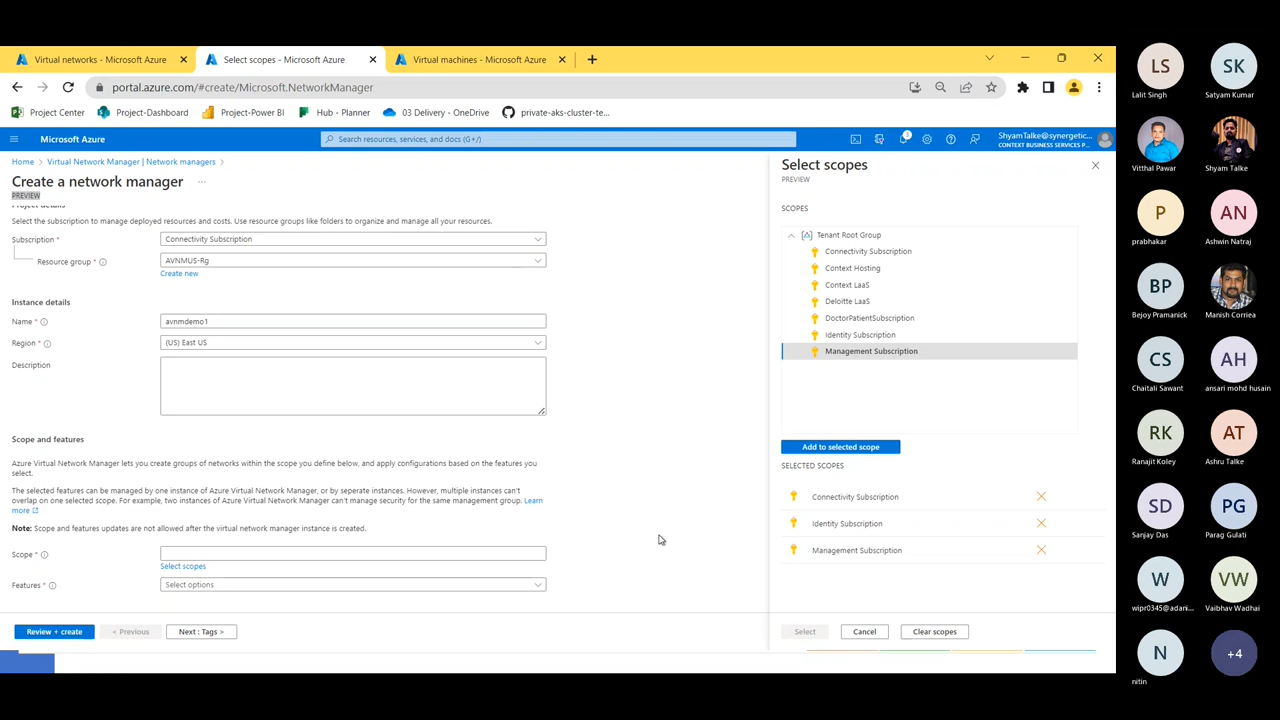 Virtual networks - Microsoft Azure
Select scopes - Microsoft Azure
Virtual machines - Microsoft Azure
portal.azure.com/#create/Microsoft.NetworkManager
Project Center
Project-Dashboard
Project-Power BI
Hub - Planner
03 Delivery - OneDrive
private-aks-cluster-te...
Microsoft Azure
Search resources, services, and docs (G+/)
3
ShyamTalke@synergetic...
CONTEXT BUSINESS SERVICES P...
Home > Virtual Network Manager | Network managers >
Create a network manager ...
PREVIEW
Project details
Select the subscription to manage deployed resources and costs. Use resource groups like folders to organize and manage all your resources.
Subscription *
Connectivity Subscription
Resource group *
AVNMUS-Rg
Create new
Instance details
Name *
avnmdemo1
Region *
(US) East US
Description
Scope and features
Azure Virtual Network Manager lets you create groups of networks within the scope you define below, and apply configurations based on the features you
select.
The selected features can be managed by one instance of Azure Virtual Network Manager, or by seperate instances. However, multiple instances can't
overlap on one selected scope. For example, two instances of Azure Virtual Network Manager can't manage security for the same management group. Learn
more
Note: Scope and features updates are not allowed after the virtual network manager instance is created.
Scope *
Select scopes
Features *
Select options
Review + create
< Previous
Next : Tags >
Select scopes
PREVIEW
SCOPES
Tenant Root Group
Connectivity Subscription
Context Hosting
Context LaaS
Deloitte LaaS
DoctorPatientSubscription
Identity Subscription
Management Subscription
Add to selected scope
SELECTED SCOPES
Connectivity Subscription
Identity Subscription
Management Subscription
Select
Cancel
Clear scopes
LS
Lalit Singh
SK
Satyam Kumar
Vitthal Pawar
Shyam Talke
P
prabhakar
AN
Ashwin Natraj
BP
Bejoy Pramanick
Manish Correia
CS
Chaitali Sawant
AH
ansari mohd husain
RK
Ranajit Koley
AT
Ashru Talke
SD
Sanjay Das
PG
Parag Gulati
W
wipr0345@adani...
VW
Vaibhav Wadhai
N
nitin
+4